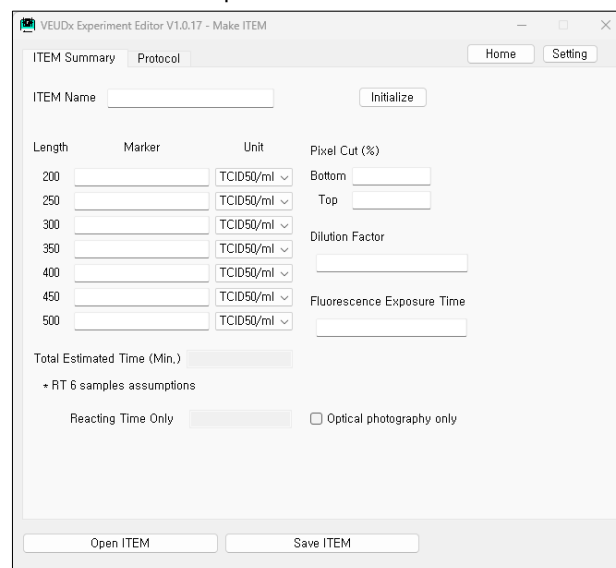 VEUDx Experiment Editor V1.0.17 - Make ITEM
ITEM Summary Protocol Home Setting
ITEM Name Initialize
Length Marker Unit Pixel Cut (%)
200 TCID50/ml Bottom
250 TCID50/ml Top
300 TCID50/ml
Dilution Factor
350 TCID50/ml
400 TCID50/ml
450 TCID50/ml Fluorescence Exposure Time
500 TCID50/ml
Total Estimated Time (Min,)
* RT 6 samples assumptions
Reacting Time Only Optical photography only
Open ITEM Save ITEM